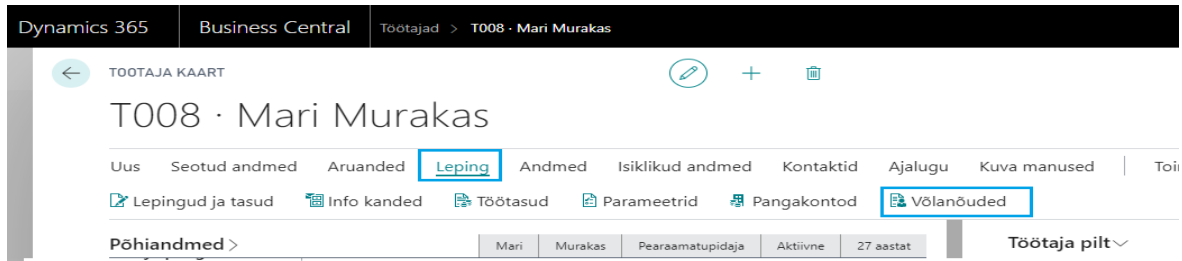 Dynamics 365 Business Central Töötajad > T008 · Mari Murakas
TÖÖTAJA KAART
T008 · Mari Murakas
Uus Seotud andmed Aruanded Leping Andmed Isiklikud andmed Kontaktid Ajalugu Kuva manused
Lepingud ja tasud Info kanded Töötasud Parameetrid Pangakontod Võlanõuded
Põhiandmed > Mari Murakas Pearaamatupidaja Aktiivne 27 aastat Töötaja pilt